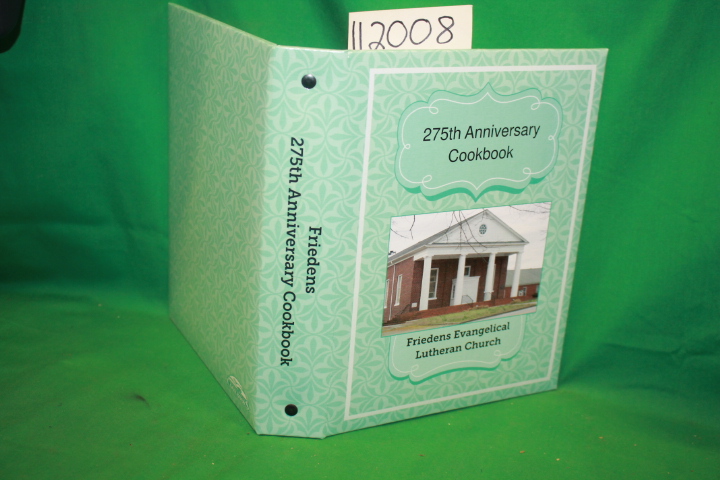 112008
275th Anniversary
Cookbook
Friedens Evangelical
Lutheran Church
Friedens
275th Anniversary Cookbook